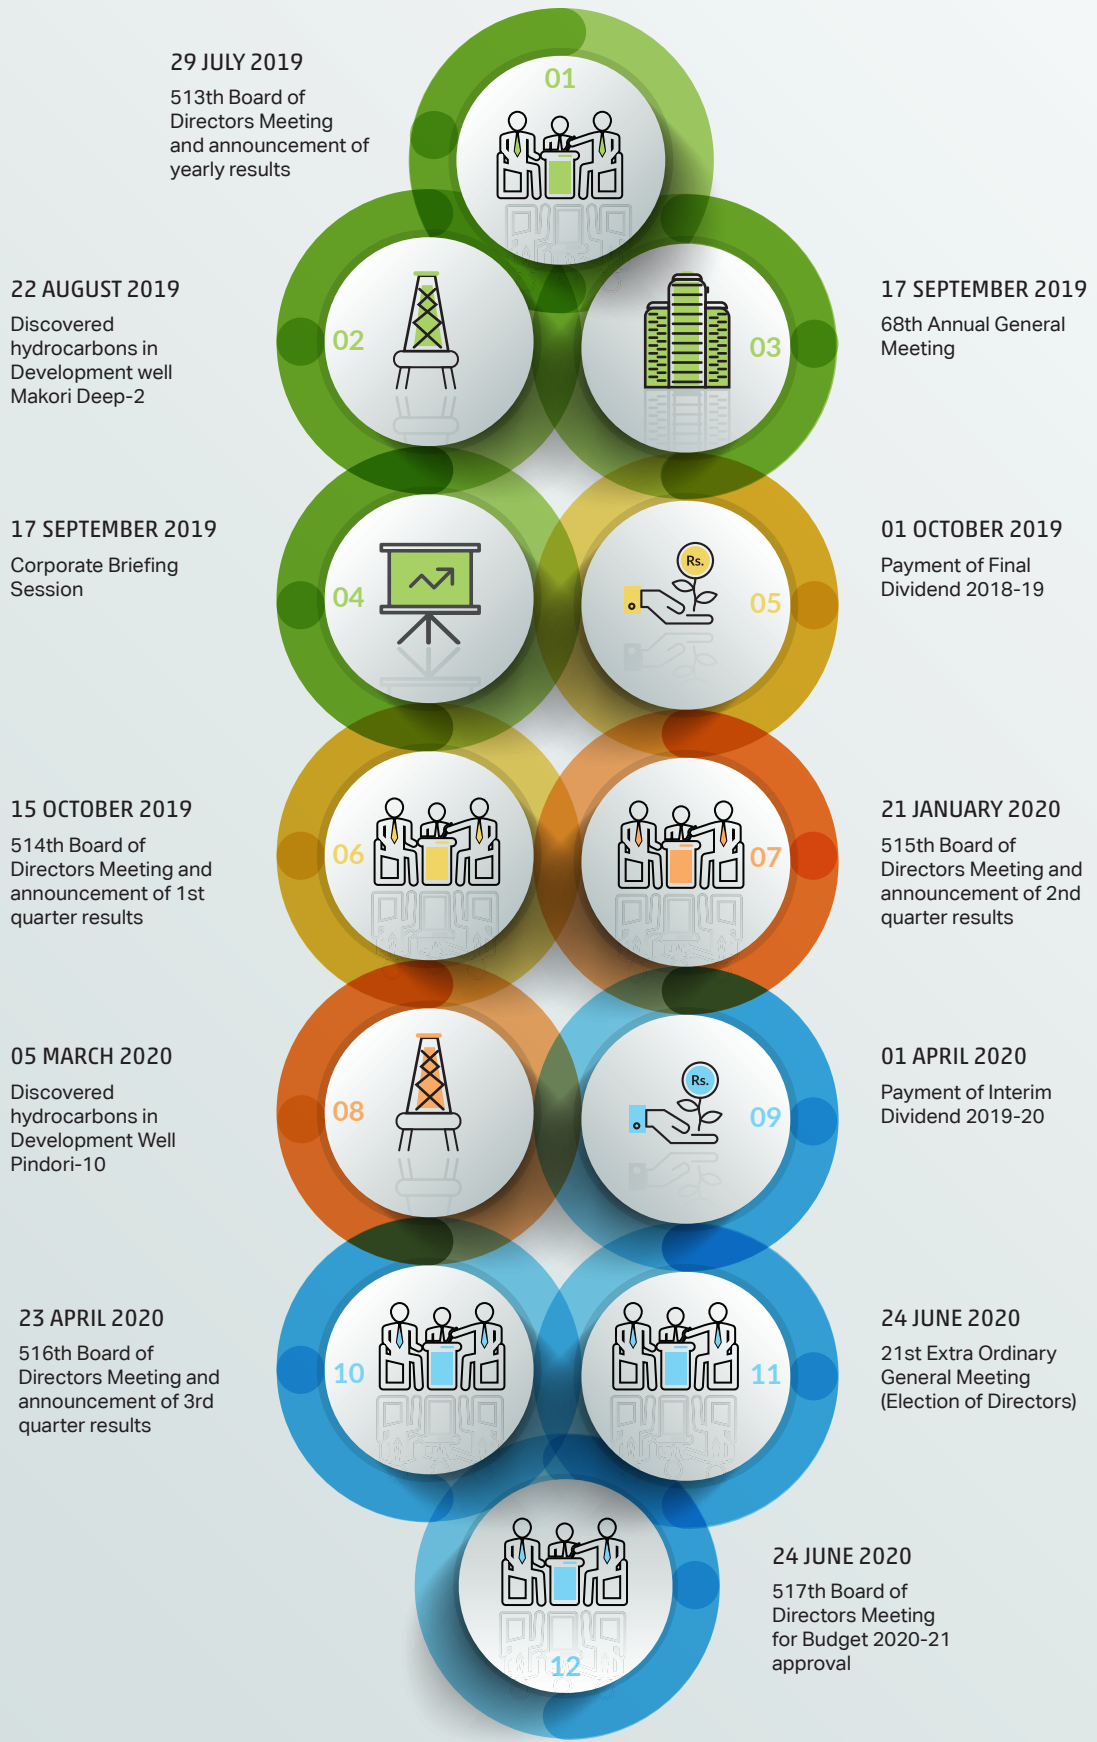 29 JULY 2019
513th Board of
Directors Meeting
and announcement of
yearly results
01
22 AUGUST 2019
Discovered
hydrocarbons in
Development well
Makori Deep-2
02
17 SEPTEMBER 2019
68th Annual General
Meeting
03
17 SEPTEMBER 2019
Corporate Briefing
Session
04
01 OCTOBER 2019
Payment of Final
Dividend 2018-19
Rs.
05
15 OCTOBER 2019
514th Board of
Directors Meeting and
announcement of 1st
quarter results
06
21 JANUARY 2020
515th Board of
Directors Meeting and
announcement of 2nd
quarter results
07
05 MARCH 2020
Discovered
hydrocarbons in
Development Well
Pindori-10
08
01 APRIL 2020
Payment of Interim
Dividend 2019-20
Rs.
09
23 APRIL 2020
516th Board of
Directors Meeting and
announcement of 3rd
quarter results
10
24 JUNE 2020
21st Extra Ordinary
General Meeting
(Election of Directors)
11
24 JUNE 2020
517th Board of
Directors Meeting
for Budget 2020-21
approval
12